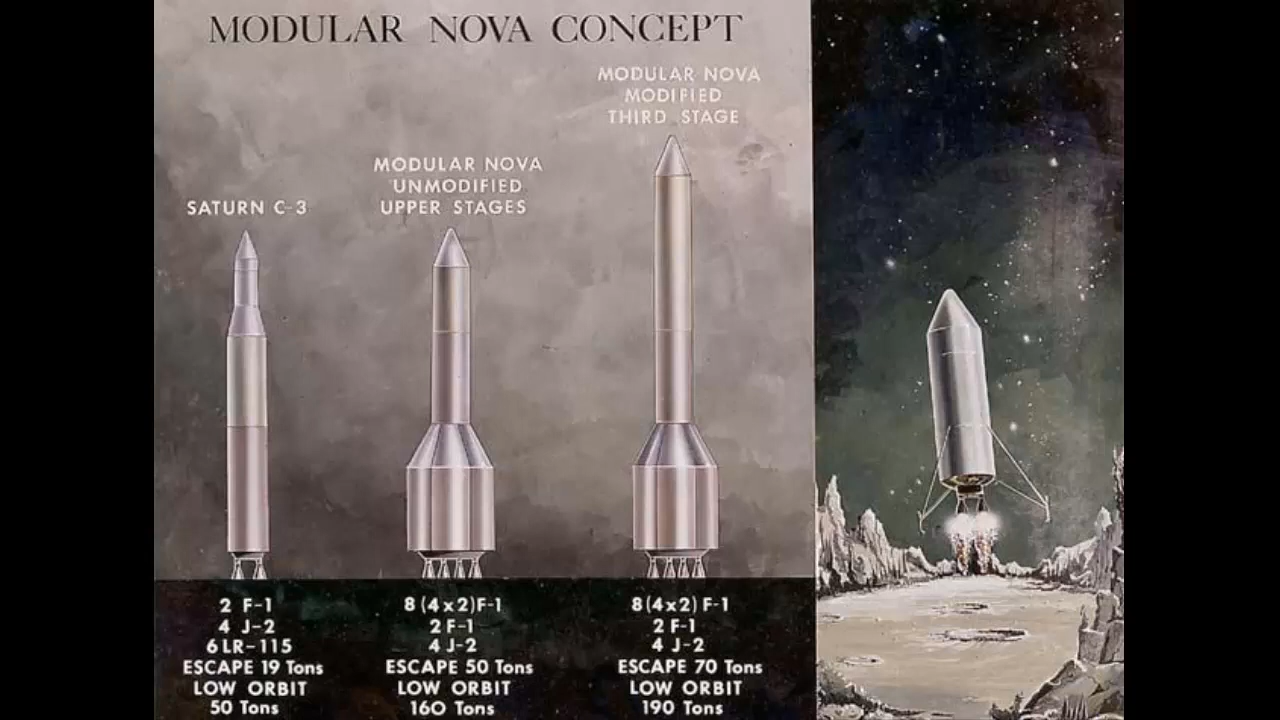 MODULAR NOVA CONCEPT
SATURN C-3
MODULAR NOVA
UNMODIFIED
UPPER STAGES
MODULAR NOVA
MODIFIED
THIRD STAGE
2 F-1
4 J-2
6 LR-115
ESCAPE 19 Tons
LOW ORBIT
50 Tons
8 (4x2) F-1
2 F-1
4 J-2
ESCAPE 50 Tons
LOW ORBIT
160 Tons
8 (4x2) F-1
2 F-1
4 J-2
ESCAPE 70 Tons
LOW ORBIT
190 Tons